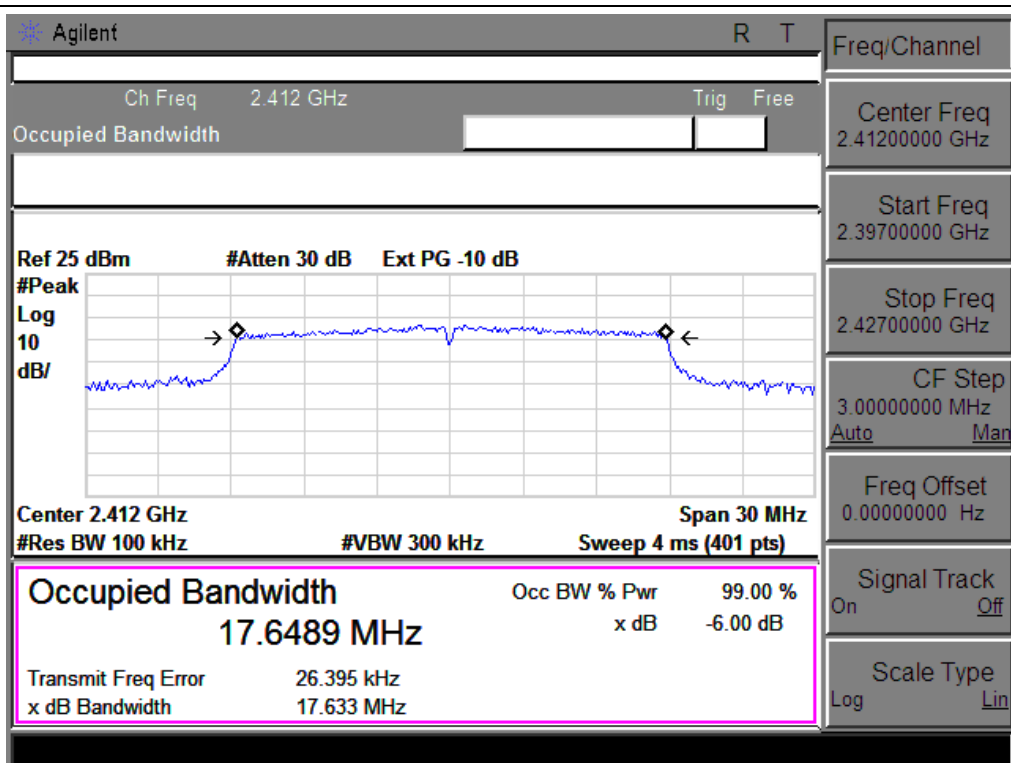 Agilent R T
Ch Freq 2.412 GHz Trig Free
Occupied Bandwidth
Ref 25 dBm #Atten 30 dB Ext PG -10 dB
#Peak
Log
10
dB/
Center 2.412 GHz Span 30 MHz
#Res BW 100 kHz #VBW 300 kHz Sweep 4 ms (401 pts)
Occupied Bandwidth Occ BW % Pwr 99.00 %
17.6489 MHz x dB -6.00 dB
Transmit Freq Error 26.395 kHz
x dB Bandwidth 17.633 MHz
Freq/Channel
Center Freq
2.41200000 GHz
Start Freq
2.39700000 GHz
Stop Freq
2.42700000 GHz
CF Step
3.00000000 MHz
Auto Man
Freq Offset
0.00000000 Hz
Signal Track
On Off
Scale Type
Log Lin